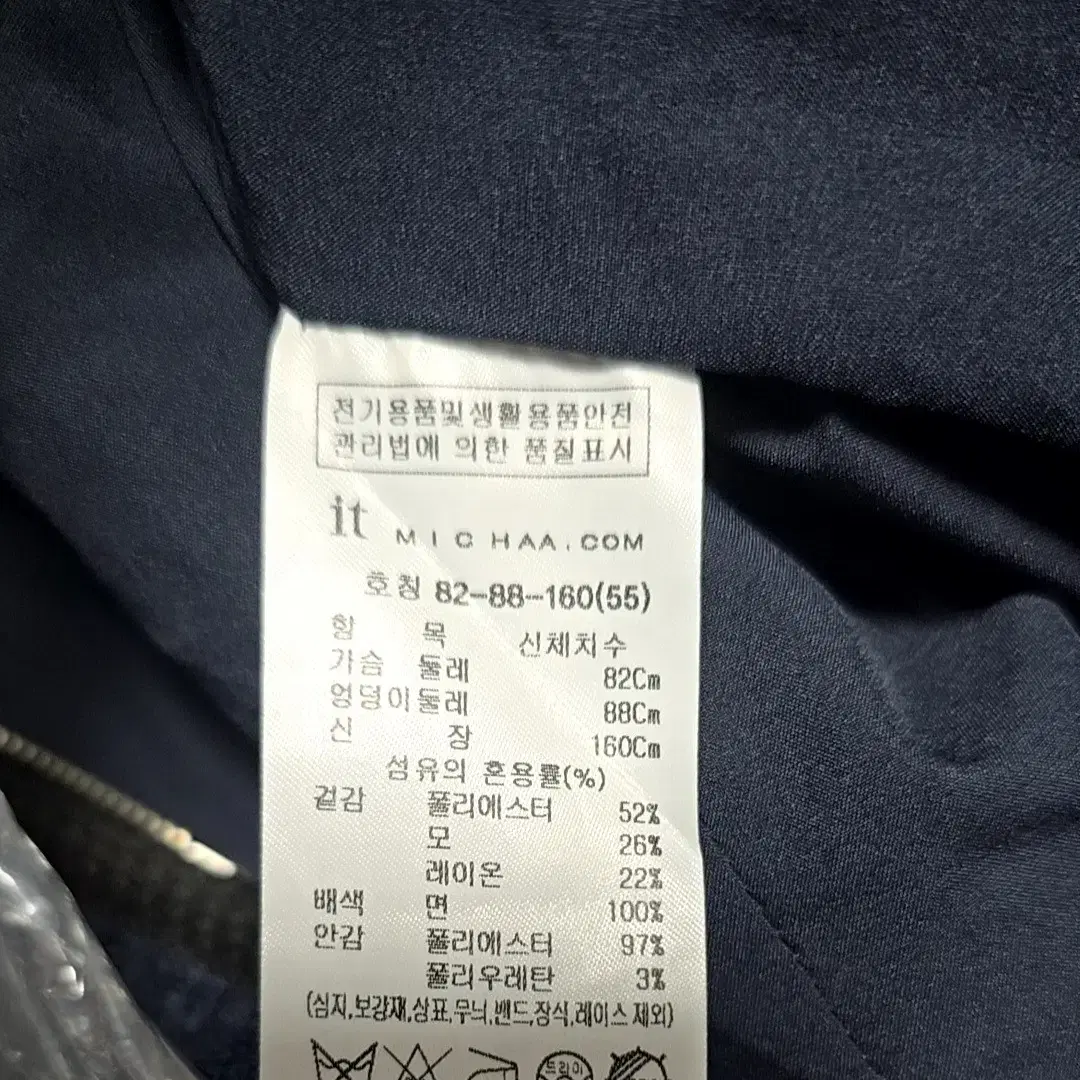 전기용품및생활용품안전
관리법에 의한 품질표시
it MICHAA.COM
호칭 82-88-160(55)
항 목 신체치수
가슴 둘레 82Cm
엉덩이둘레 88Cm
신 장 160Cm
섬유의 혼용률(%)
겉감 폴리에스터 52%
모 26%
레이온 22%
배색 면 100%
안감 폴리에스터 97%
폴리우레탄 3%
(심지,보강재,상표,무늬,밴드,장식,레이스 제외)
드라이